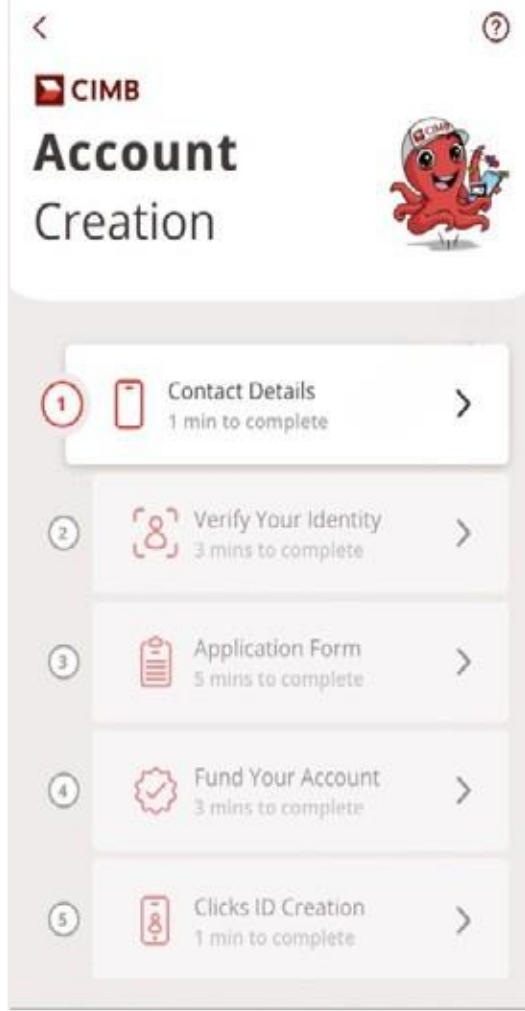 CIMB
Account
Creation
CIMB
1
Contact Details
1 min to complete
2
Verify Your Identity
3 mins to complete
3
Application Form
5 mins to complete
4
Fund Your Account
3 mins to complete
5
Clicks ID Creation
1 min to complete